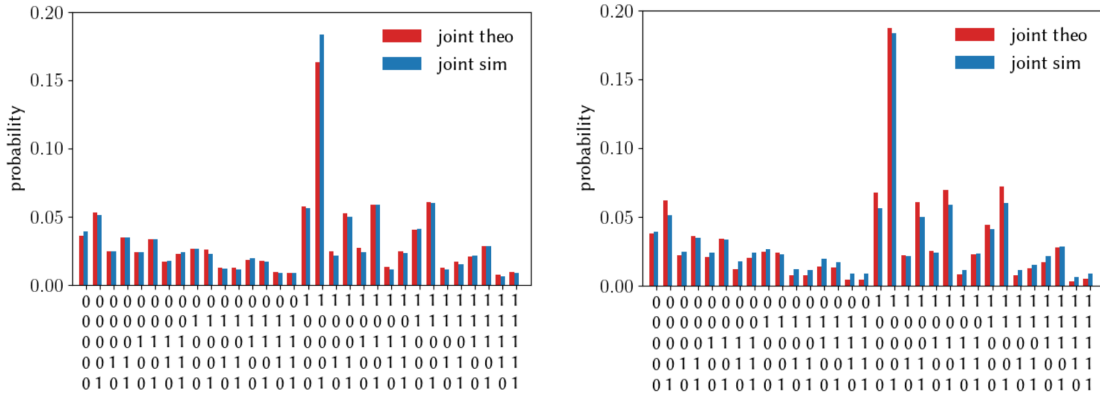 0.20
0.15
0.10
0.05
0.00
probability
joint theo
joint sim
0 0 0 0 0 0 0 0 0 0 0 0 0 0 0 0 1 1 1 1 1 1 1 1 1 1 1 1 1 1 1 1
0 0 0 0 0 0 0 0 1 1 1 1 1 1 1 1 0 0 0 0 0 0 0 0 1 1 1 1 1 1 1 1
0 0 0 0 1 1 1 1 0 0 0 0 1 1 1 1 0 0 0 0 1 1 1 1 0 0 0 0 1 1 1 1
0 0 1 1 0 0 1 1 0 0 1 1 0 0 1 1 0 0 1 1 0 0 1 1 0 0 1 1 0 0 1 1
0 1 0 1 0 1 0 1 0 1 0 1 0 1 0 1 0 1 0 1 0 1 0 1 0 1 0 1 0 1 0 1
0.20
0.15
0.10
0.05
0.00
probability
joint theo
joint sim
0 0 0 0 0 0 0 0 0 0 0 0 0 0 0 0 1 1 1 1 1 1 1 1 1 1 1 1 1 1 1 1
0 0 0 0 0 0 0 0 1 1 1 1 1 1 1 1 0 0 0 0 0 0 0 0 1 1 1 1 1 1 1 1
0 0 0 0 1 1 1 1 0 0 0 0 1 1 1 1 0 0 0 0 1 1 1 1 0 0 0 0 1 1 1 1
0 0 1 1 0 0 1 1 0 0 1 1 0 0 1 1 0 0 1 1 0 0 1 1 0 0 1 1 0 0 1 1
0 1 0 1 0 1 0 1 0 1 0 1 0 1 0 1 0 1 0 1 0 1 0 1 0 1 0 1 0 1 0 1